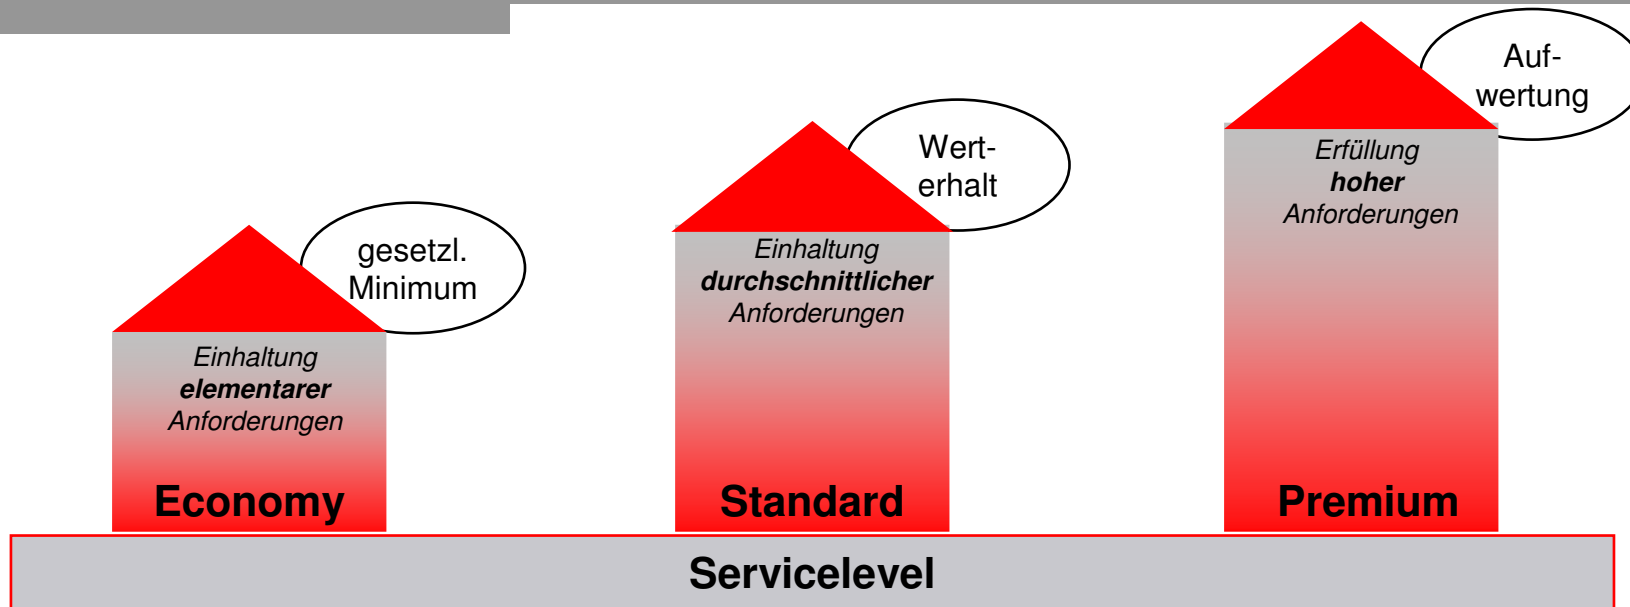 gesetzl.
Minimum
Einhaltung
elementarer
Anforderungen
Economy
Wert-
erhalt
Einhaltung
durchschnittlicher
Anforderungen
Standard
Auf-
wertung
Erfüllung
hoher
Anforderungen
Premium
Servicelevel